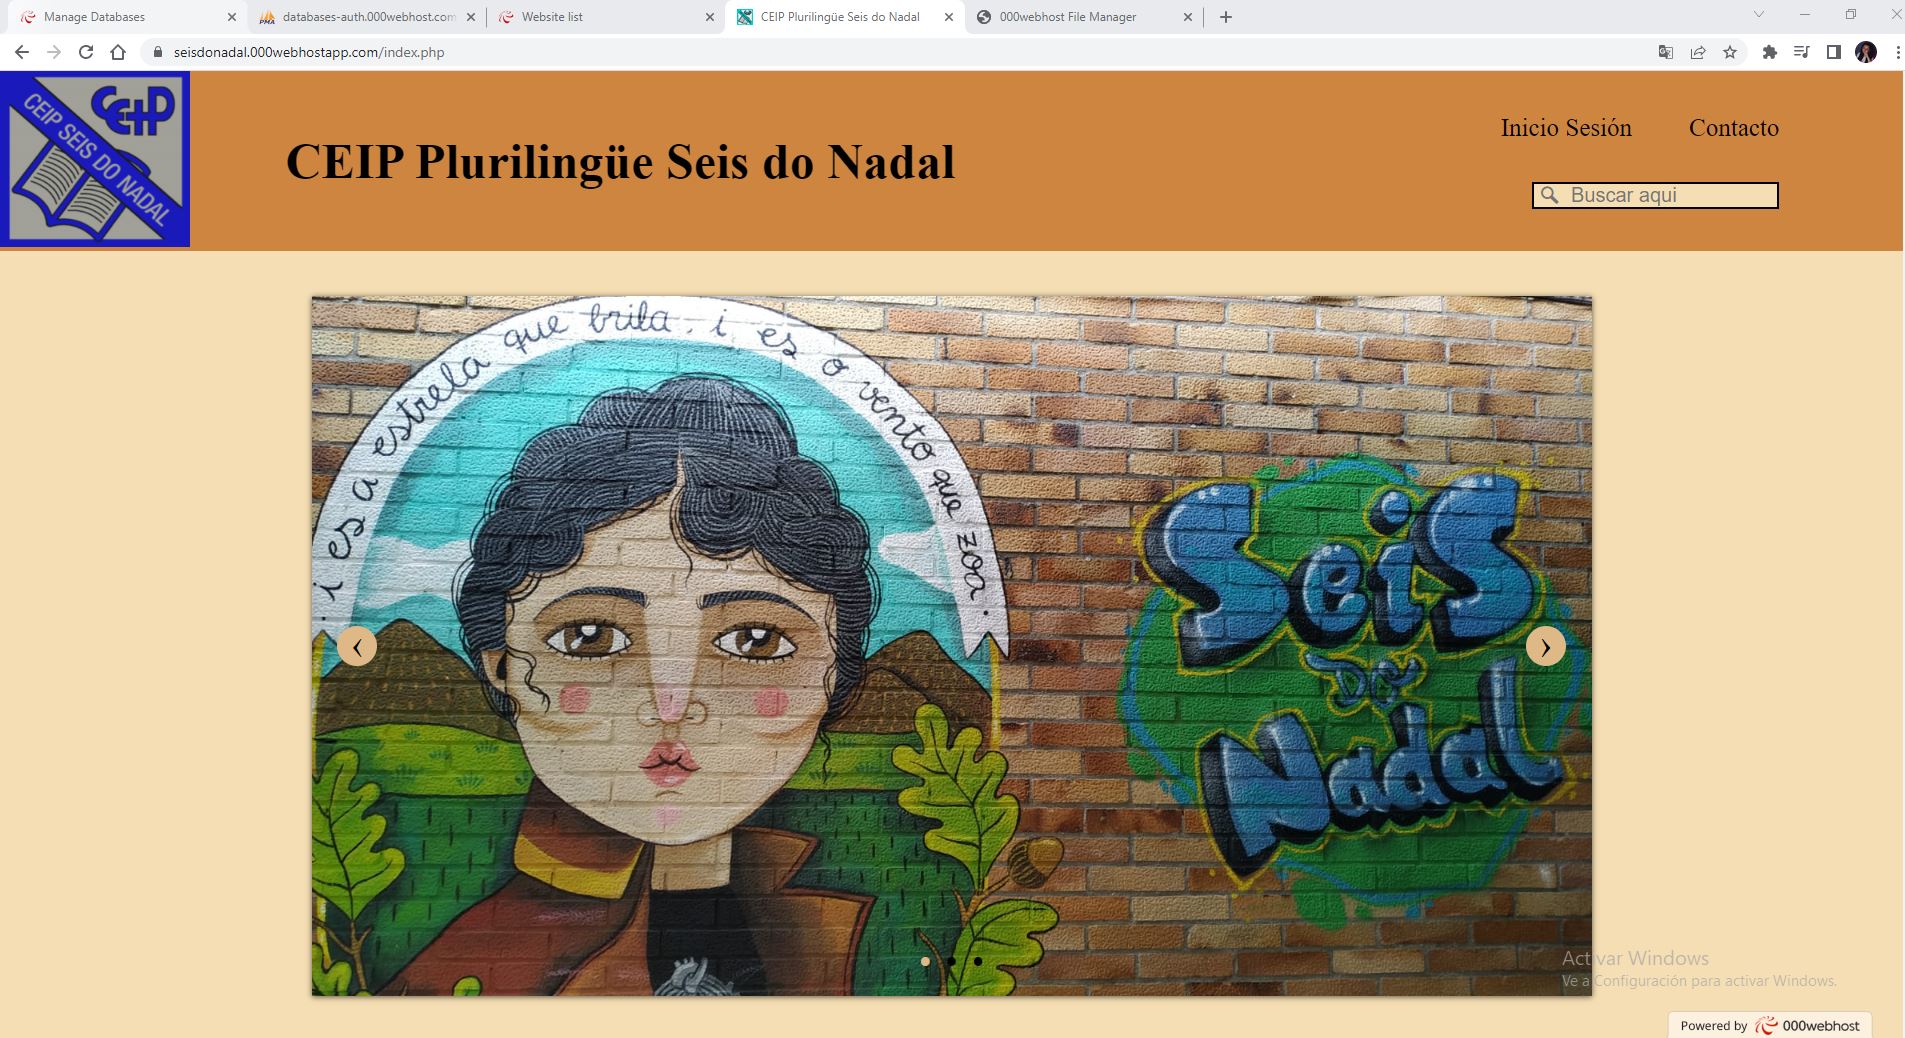 Manage Databases
databases-auth.000webhost.com
Website list
CEIP Plurilingüe Seis do Nadal
000webhost File Manager
seisdonadal.000webhostapp.com/index.php
CEIP
CEIP SEIS DO NADAL
CEIP Plurilingüe Seis do Nadal
Inicio Sesión
Contacto
Buscar aqui
. i es a estrela que brila . i es o vento que zoa .
SeiS
DO
Nadal
Activar Windows
Ve a Configuración para activar Windows.
Powered by 000webhost